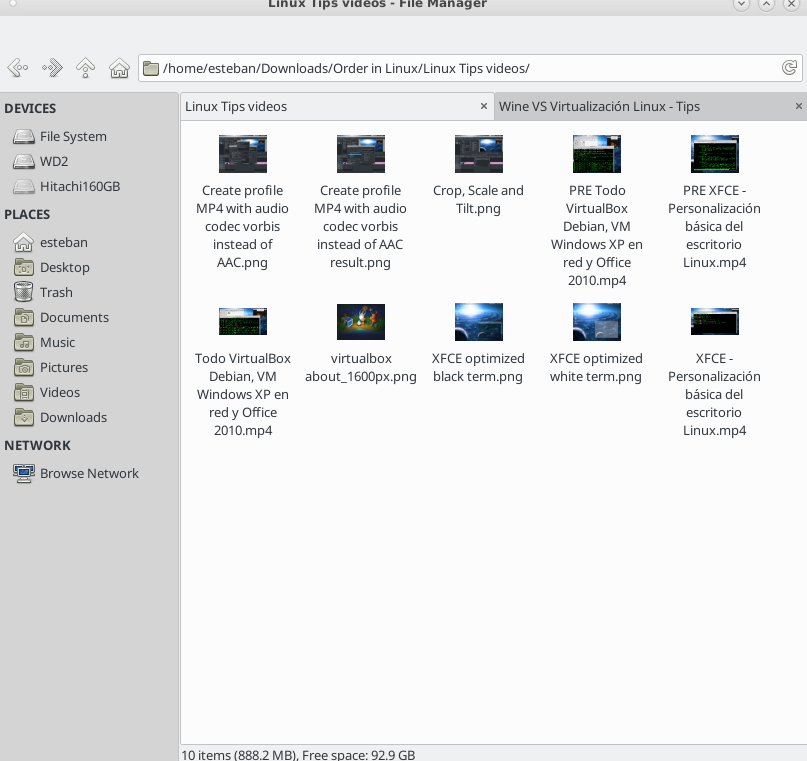 Linux Tips videos - File Manager
/home/esteban/Downloads/Order in Linux/Linux Tips videos/
DEVICES
File System
WD2
Hitachi160GB
PLACES
esteban
Desktop
Trash
Documents
Music
Pictures
Videos
Downloads
NETWORK
Browse Network
Linux Tips videos ×
Wine VS Virtualización Linux - Tips ×
Create profile
MP4 with audio
codec vorbis
instead of
AAC.png
Create profile
MP4 with audio
codec vorbis
instead of AAC
result.png
Crop, Scale and
Tilt.png
PRE Todo
VirtualBox
Debian, VM
Windows XP en
red y Office
2010.mp4
PRE XFCE -
Personalización
básica del
escritorio
Linux.mp4
Todo VirtualBox
Debian, VM
Windows XP en
red y Office
2010.mp4
virtualbox
about_1600px.png
XFCE optimized
black term.png
XFCE optimized
white term.png
XFCE -
Personalización
básica del
escritorio
Linux.mp4
10 items (888.2 MB), Free space: 92.9 GB